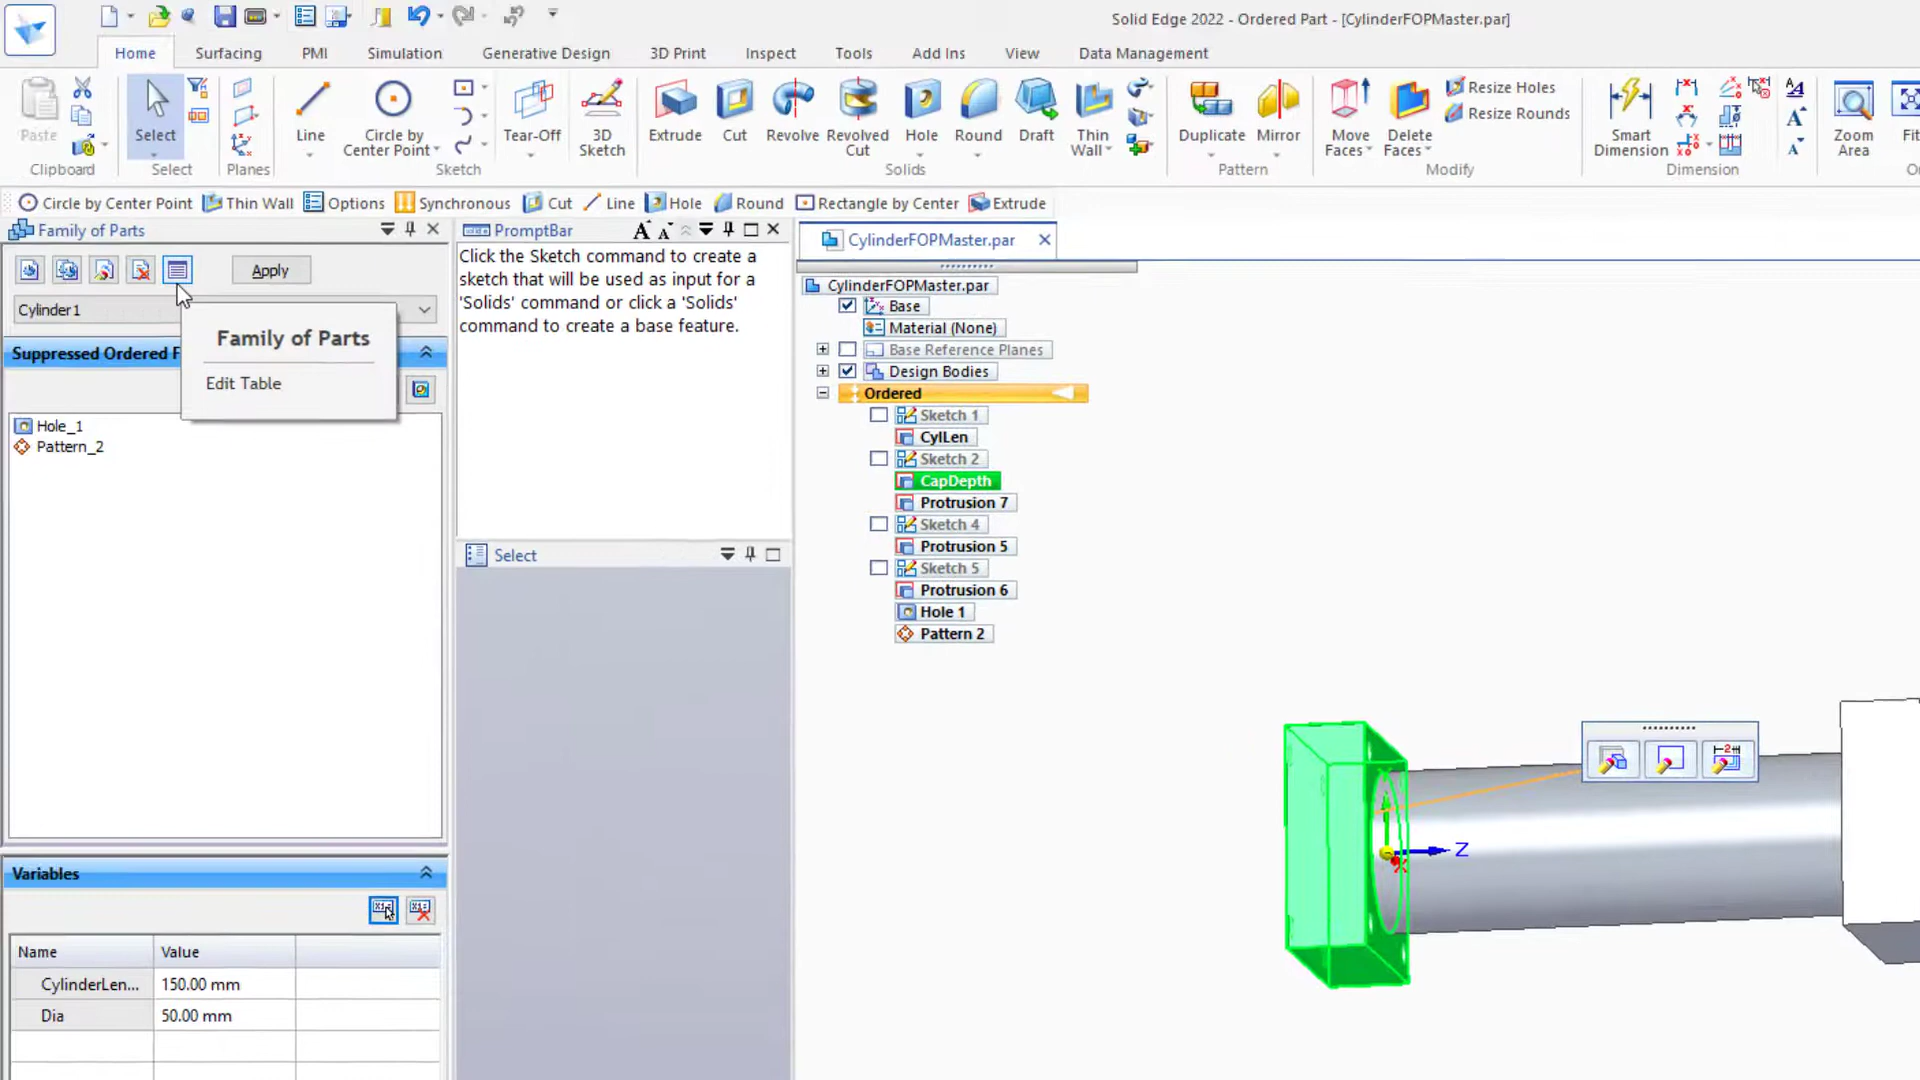 Solid Edge 2022 - Ordered Part - [CylinderFOPMaster.par]
Home Surfacing PMI Simulation Generative Design 3D Print Inspect Tools Add Ins View Data Management
Paste
Clipboard
Select
Select
Planes
Line
Circle by
Center Point
Tear-Off
3D
Sketch
Sketch
Extrude
Cut
Revolve
Revolved
Cut
Hole
Round
Draft
Thin
Wall
Solids
Duplicate
Mirror
Pattern
Move
Faces
Delete
Faces
Resize Holes
Resize Rounds
Modify
Smart
Dimension
Dimension
Zoom
Area
Circle by Center Point Thin Wall Options Synchronous Cut Line Hole Round Rectangle by Center Extrude
Family of Parts
Apply
Cylinder1
Family of Parts
Edit Table
Hole_1
Pattern_2
Variables
Name Value
CylinderLen... 150.00 mm
Dia 50.00 mm
PromptBar
Click the Sketch command to create a
sketch that will be used as input for a
'Solids' command or click a 'Solids'
command to create a base feature.
Select
CylinderFOPMaster.par
CylinderFOPMaster.par
Base
Material (None)
Base Reference Planes
Design Bodies
Ordered
Sketch 1
CylLen
Sketch 2
CapDepth
Protrusion 7
Sketch 4
Protrusion 5
Sketch 5
Protrusion 6
Hole 1
Pattern 2
Z
X